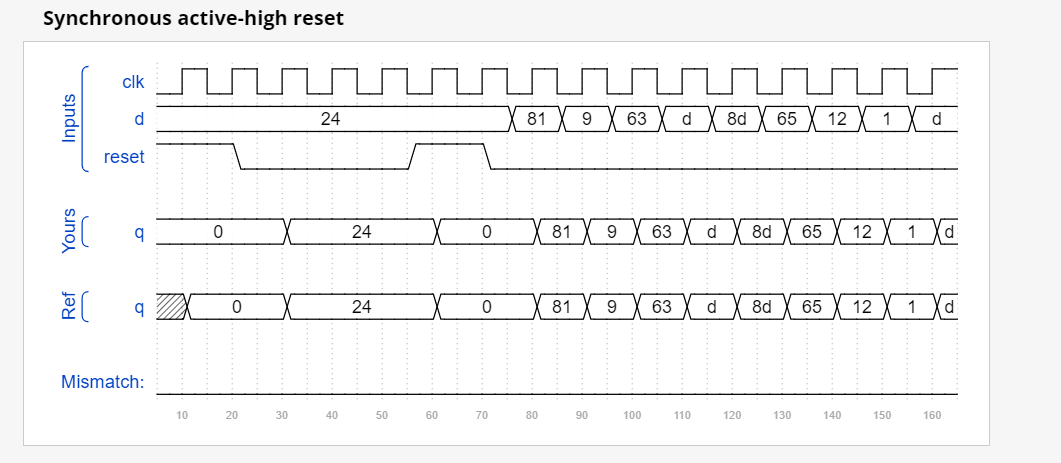 Synchronous active-high reset
Inputs
clk
d 24 81 9 63 d 8d 65 12 1 d
reset
Yours
q 0 24 0 81 9 63 d 8d 65 12 1 d
Ref
q 0 24 0 81 9 63 d 8d 65 12 1 d
Mismatch:
10 20 30 40 50 60 70 80 90 100 110 120 130 140 150 160